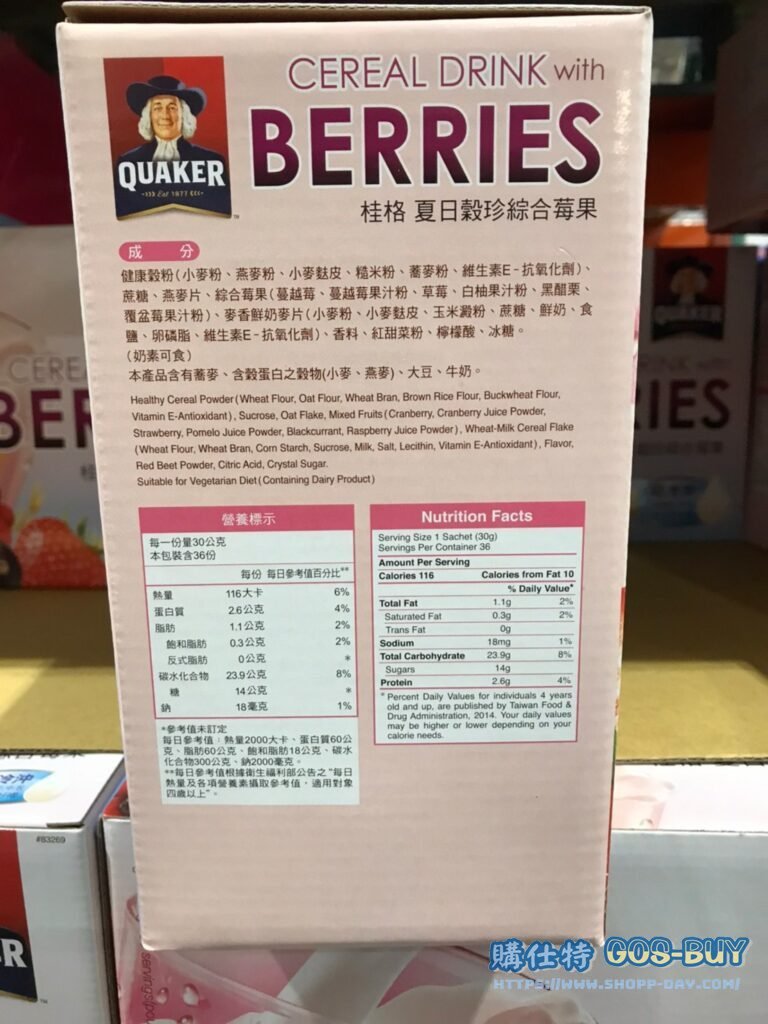 CEREAL DRINK with
BERRIES
QUAKER
Est 1877
TM
桂格 夏日穀珍綜合莓果
成 分
健康穀粉(小麥粉、燕麥粉、小麥麩皮、糙米粉、蕎麥粉、維生素E-抗氧化劑)、
蔗糖、燕麥片、綜合莓果(蔓越莓、蔓越莓果汁粉、草莓、白柚果汁粉、黑醋栗、
覆盆莓果汁粉)、麥香鮮奶麥片(小麥粉、小麥麩皮、玉米澱粉、蔗糖、鮮奶、食
鹽、卵磷脂、維生素E-抗氧化劑)、香料、紅甜菜粉、檸檬酸、冰糖。
(奶素可食)
本產品含有蕎麥、含麩蛋白之穀物(小麥、燕麥)、大豆、牛奶。
Healthy Cereal Powder(Wheat Flour, Oat Flour, Wheat Bran, Brown Rice Flour, Buckwheat Flour,
Vitamin E-Antioxidant), Sucrose, Oat Flake, Mixed Fruits(Cranberry, Cranberry Juice Powder,
Strawberry, Pomelo Juice Powder, Blackcurrant, Raspberry Juice Powder), Wheat-Milk Cereal Flake
(Wheat Flour, Wheat Bran, Corn Starch, Sucrose, Milk, Salt, Lecithin, Vitamin E-Antioxidant), Flavor,
Red Beet Powder, Citric Acid, Crystal Sugar.
Suitable for Vegetarian Diet(Containing Dairy Product)
營養標示
每一份量30公克
本包裝含36份
每份 每日參考值百分比**
熱量 116大卡 6%
蛋白質 2.6公克 4%
脂肪 1.1公克 2%
飽和脂肪 0.3公克 2%
反式脂肪 0公克 *
碳水化合物 23.9公克 8%
糖 14公克 *
鈉 18毫克 1%
*參考值未訂定
每日參考值：熱量2000大卡、蛋白質60公
克、脂肪60公克、飽和脂肪18公克、碳水
化合物300公克、鈉2000毫克。
**每日參考值根據衛生福利部公告之"每日
熱量及各項營養素攝取參考值，適用對象
四歲以上"。
Nutrition Facts
Serving Size 1 Sachet (30g)
Servings Per Container 36
Amount Per Serving
Calories 116 Calories from Fat 10
% Daily Value*
Total Fat 1.1g 2%
Saturated Fat 0.3g 2%
Trans Fat 0g
Sodium 18mg 1%
Total Carbohydrate 23.9g 8%
Sugars 14g
Protein 2.6g 4%
* Percent Daily Values for individuals 4 years
old and up, are published by Taiwan Food &
Drug Administration, 2014. Your daily values
may be higher or lower depending on your
calorie needs.
CERE
BER
DRINK with
IES
#83269
R
TM
servings/po
購仕特 GOS-BUY
HTTPS://WWW.SHOPP-DAY.COM/